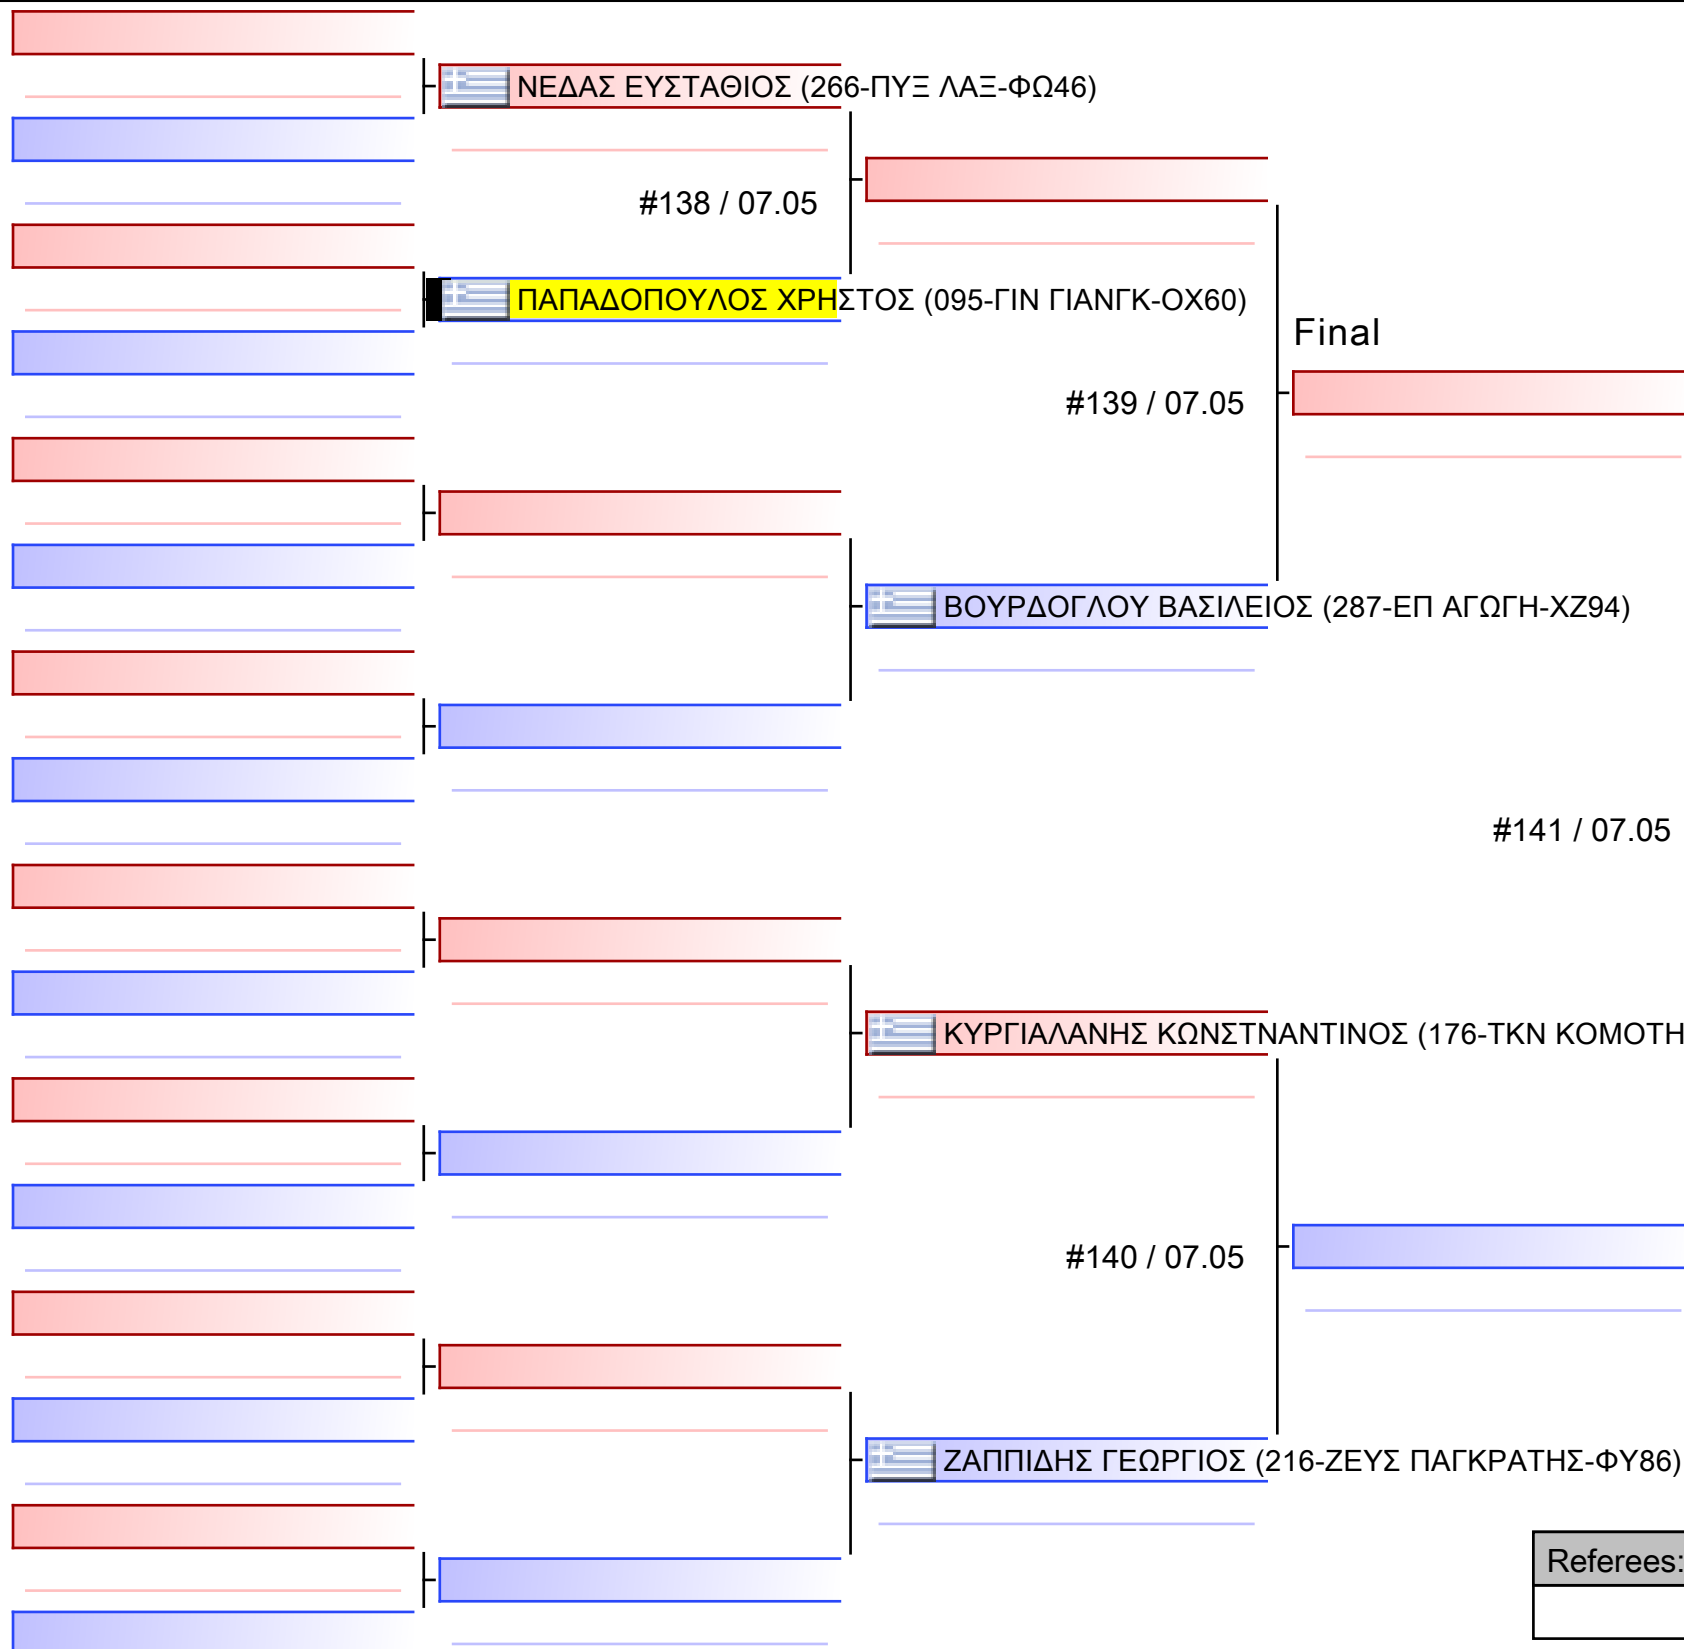 ΝΕΔΑΣ ΕΥΣΤΑΘΙΟΣ (266-ΠΥΞ ΛΑΞ-ΦΩ46)
#138 / 07.05
ΠΑΠΑΔΟΠΟΥΛΟΣ ΧΡΗΣΤΟΣ (095-ΓΙΝ ΓΙΑΝΓΚ-ΟΧ60)
Final
#139 / 07.05
ΒΟΥΡΔΟΓΛΟΥ ΒΑΣΙΛΕΙΟΣ (287-ΕΠ ΑΓΩΓΗ-ΧΖ94)
#141 / 07.05
ΚΥΡΓΙΑΛΑΝΗΣ ΚΩΝΣΤΝΑΝΤΙΝΟΣ (176-ΤΚΝ ΚΟΜΟΤΗ
#140 / 07.05
ΖΑΠΠΙΔΗΣ ΓΕΩΡΓΙΟΣ (216-ΖΕΥΣ ΠΑΓΚΡΑΤΗΣ-ΦΥ86)
Referees: